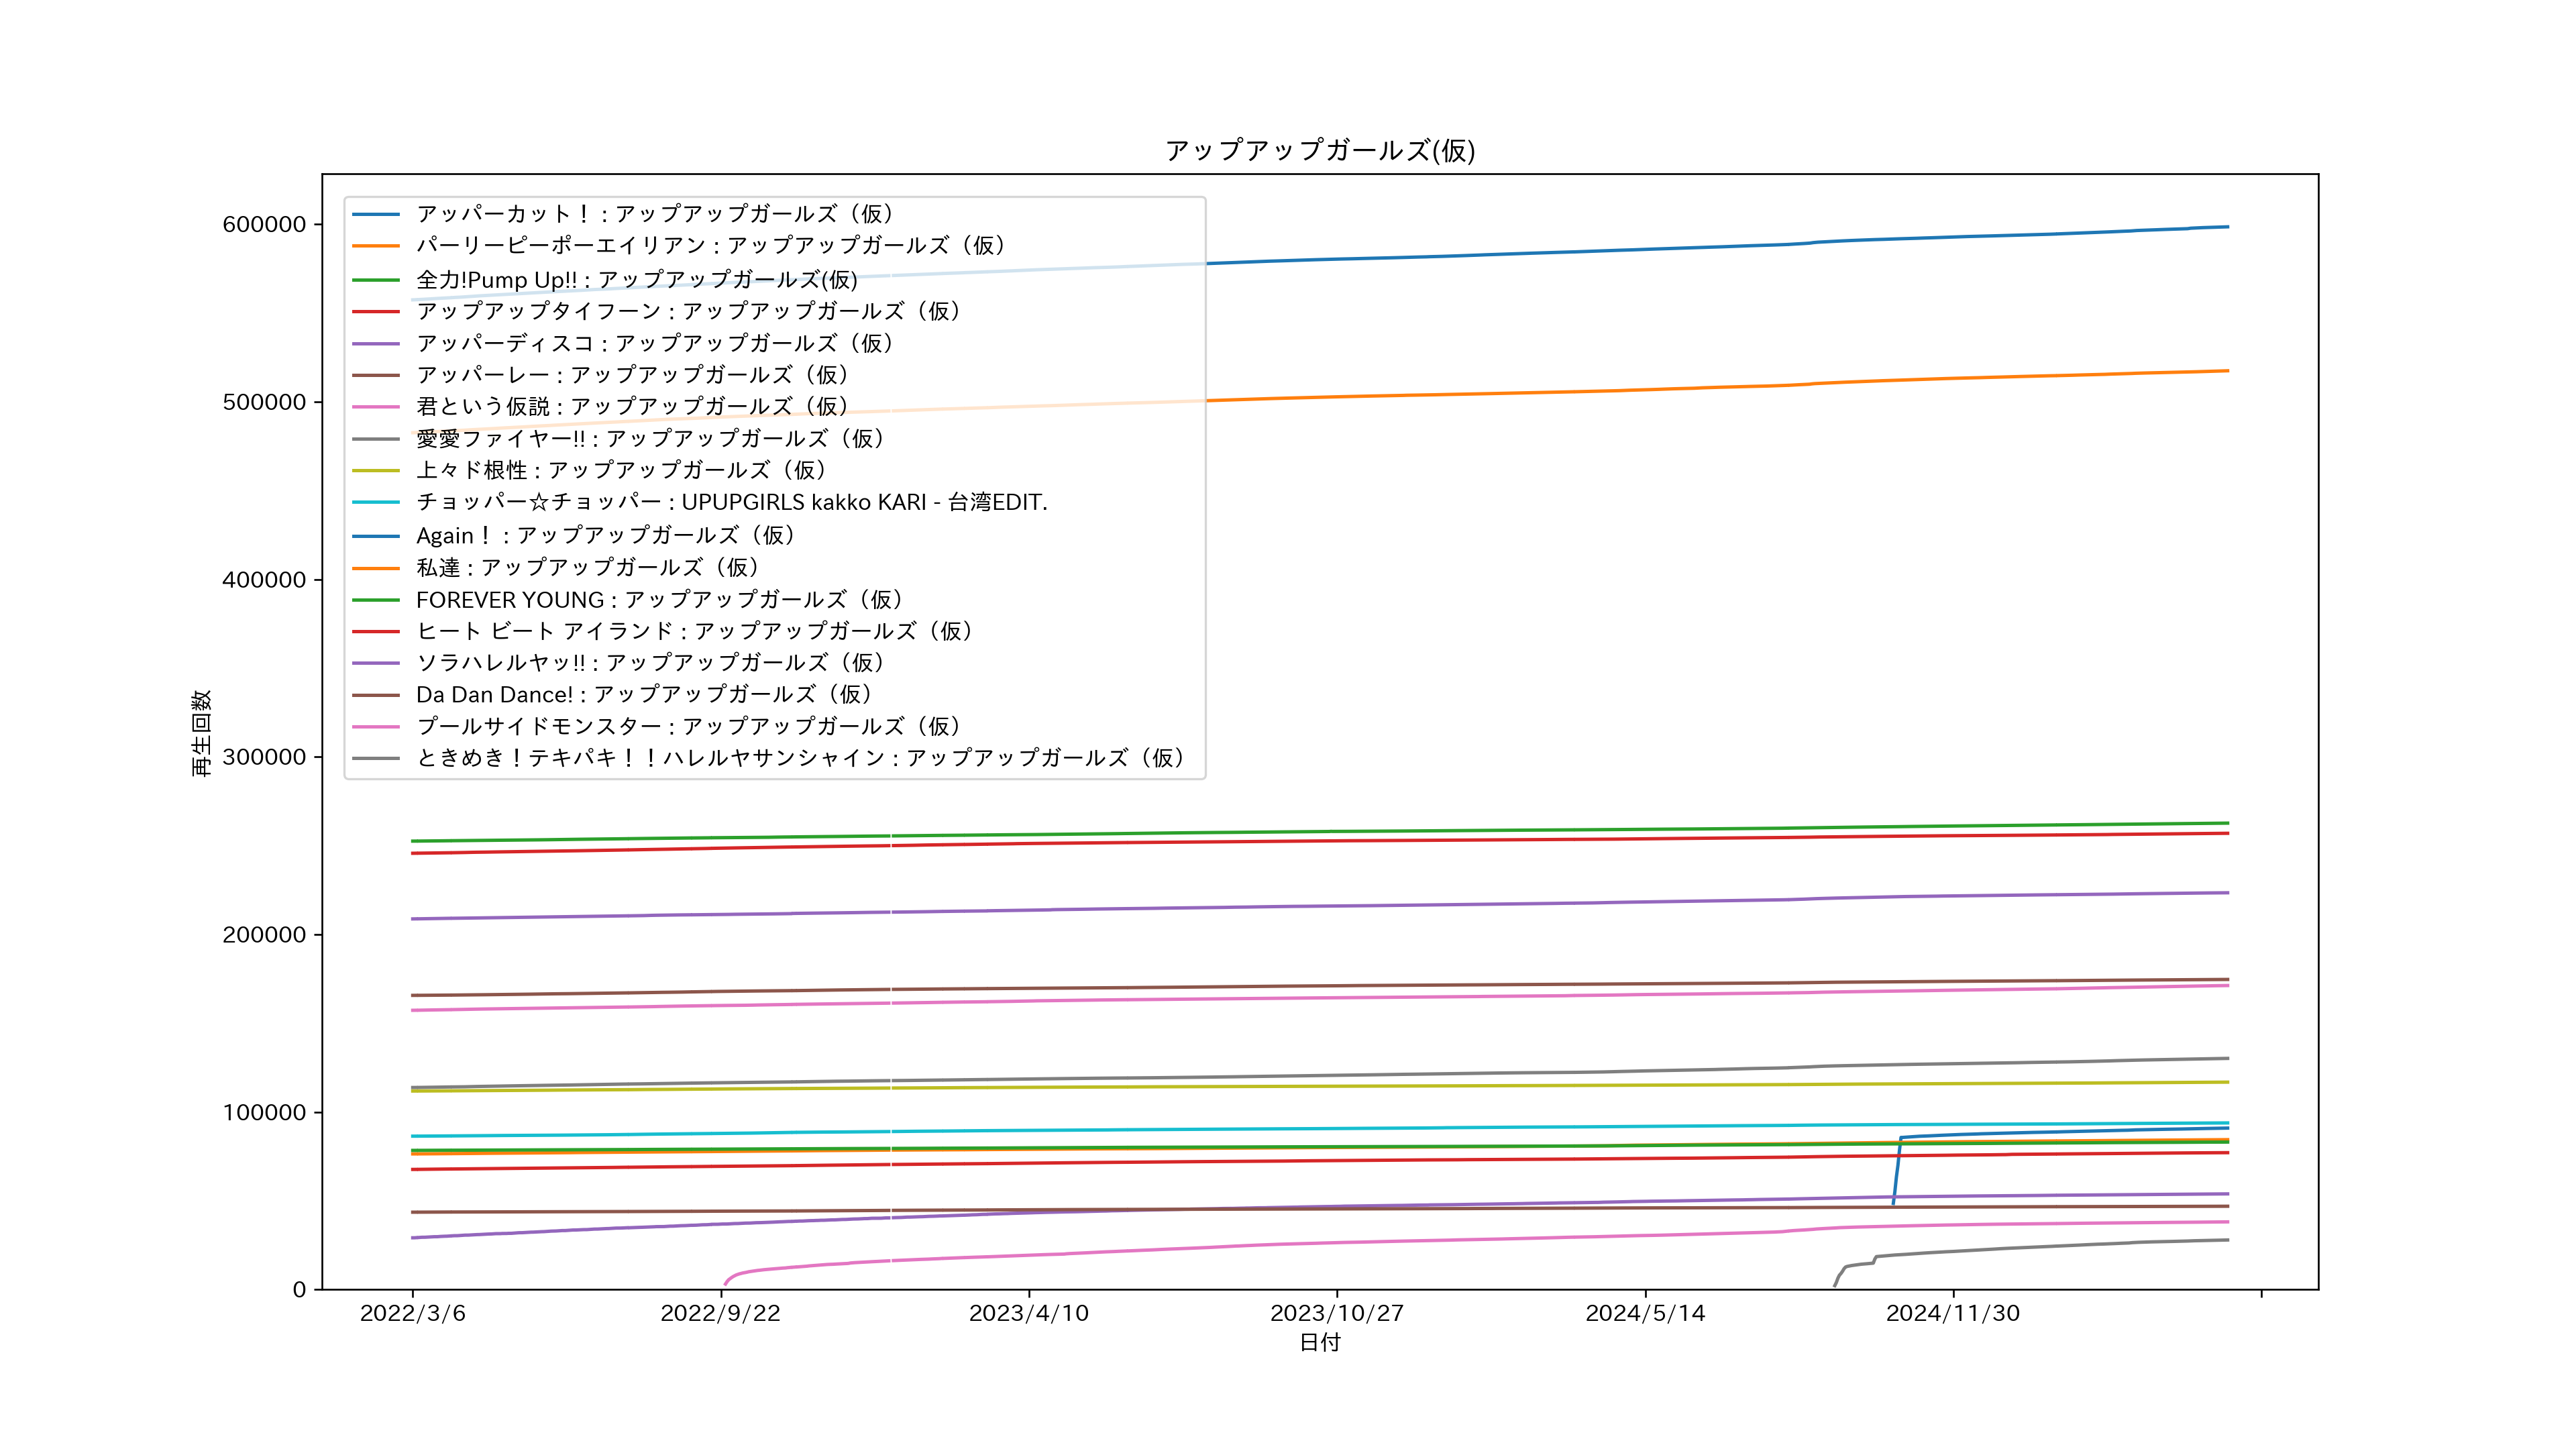 アップアップガールズ(仮)
アッパーカット！ : アップアップガールズ（仮）
パーリーピーポーエイリアン : アップアップガールズ（仮）
全力!Pump Up!! : アップアップガールズ(仮)
アップアップタイフーン : アップアップガールズ（仮）
アッパーディスコ : アップアップガールズ（仮）
アッパーレー : アップアップガールズ（仮）
君という仮説 : アップアップガールズ（仮）
愛愛ファイヤー!! : アップアップガールズ（仮）
上々ド根性 : アップアップガールズ（仮）
チョッパー☆チョッパー : UPUPGIRLS kakko KARI - 台湾EDIT.
Again！ : アップアップガールズ（仮）
私達 : アップアップガールズ（仮）
FOREVER YOUNG : アップアップガールズ（仮）
ヒート ビート アイランド : アップアップガールズ（仮）
ソラハレルヤッ!! : アップアップガールズ（仮）
Da Dan Dance! : アップアップガールズ（仮）
プールサイドモンスター : アップアップガールズ（仮）
ときめき！テキパキ！！ハレルヤサンシャイン : アップアップガールズ（仮）
600000
500000
400000
300000
200000
100000
0
再生回数
2022/3/6
2022/9/22
2023/4/10
2023/10/27
2024/5/14
2024/11/30
日付